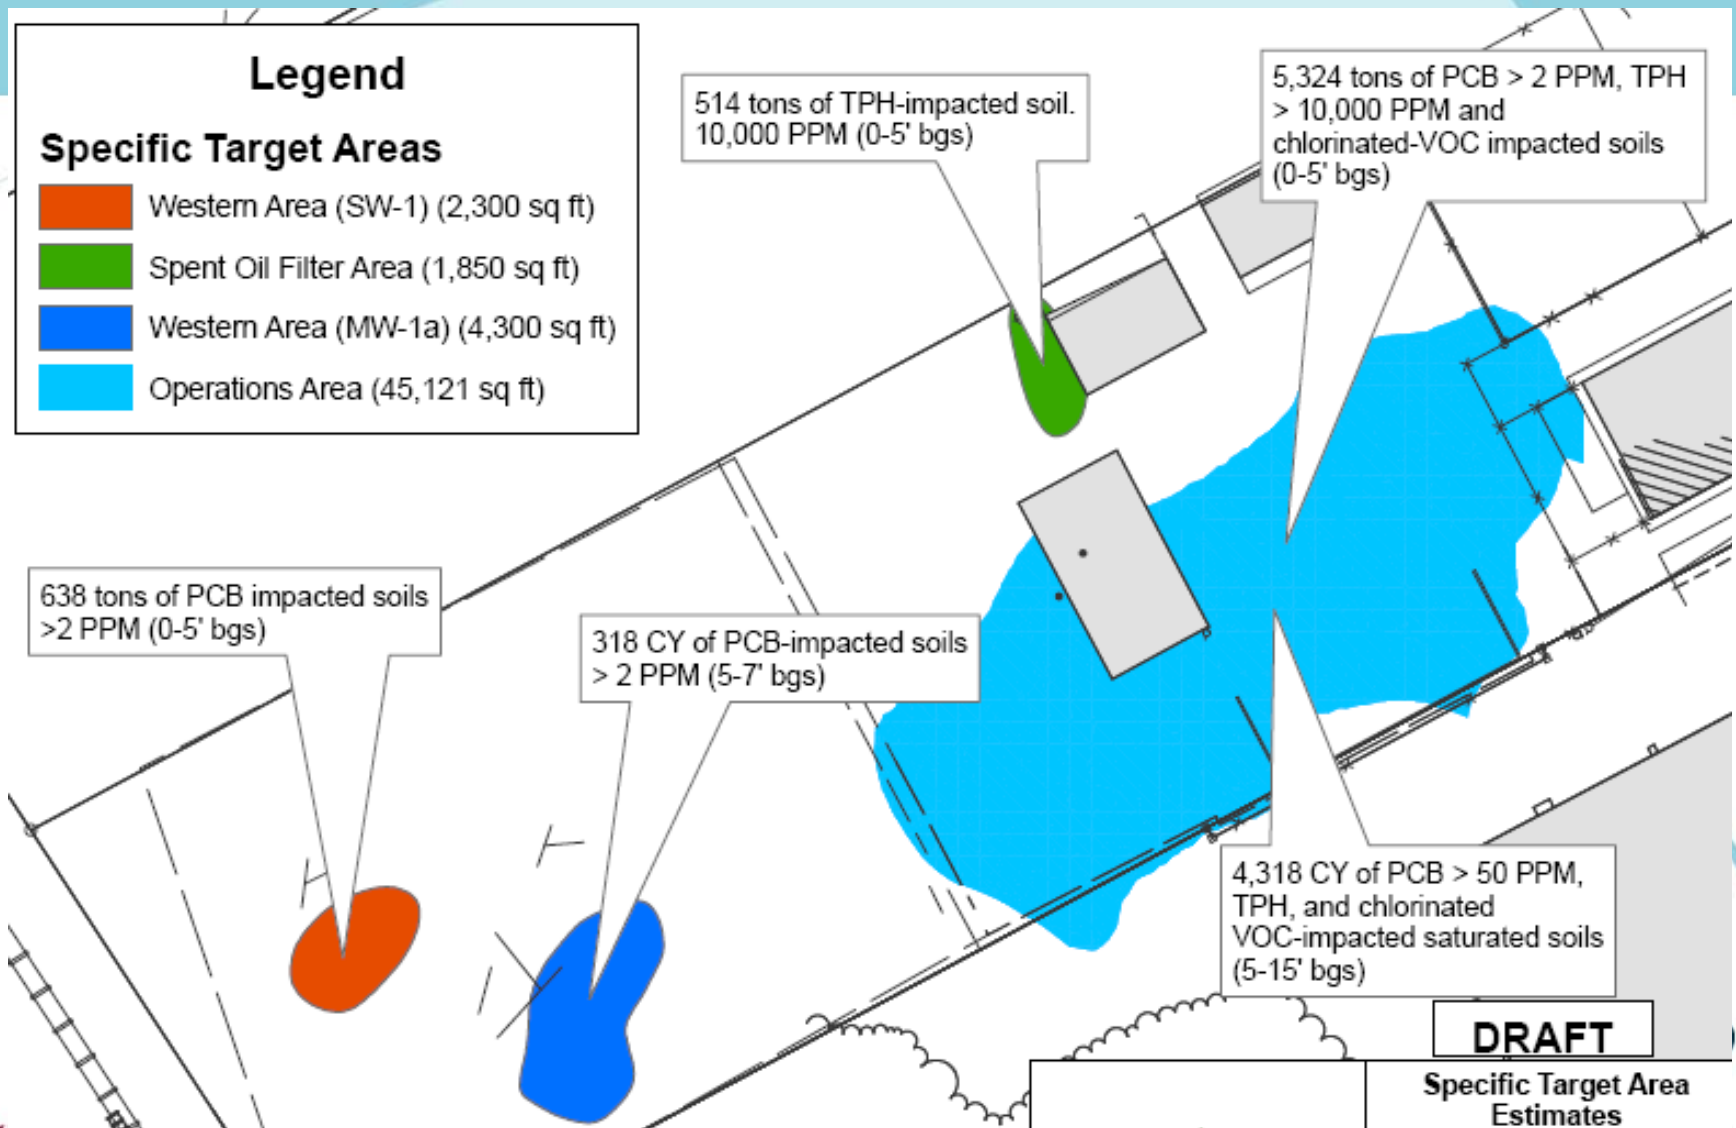 Legend
Specific Target Areas
Western Area (SW-1) (2,300 sq ft)
Spent Oil Filter Area (1,850 sq ft)
Western Area (MW-1a) (4,300 sq ft)
Operations Area (45,121 sq ft)
514 tons of TPH-impacted soil.
10,000 PPM (0-5' bgs)
5,324 tons of PCB > 2 PPM, TPH
> 10,000 PPM and
chlorinated-VOC impacted soils
(0-5' bgs)
638 tons of PCB impacted soils
>2 PPM (0-5' bgs)
318 CY of PCB-impacted soils
> 2 PPM (5-7' bgs)
4,318 CY of PCB > 50 PPM,
TPH, and chlorinated
VOC-impacted saturated soils
(5-15' bgs)
DRAFT
Specific Target Area
Estimates